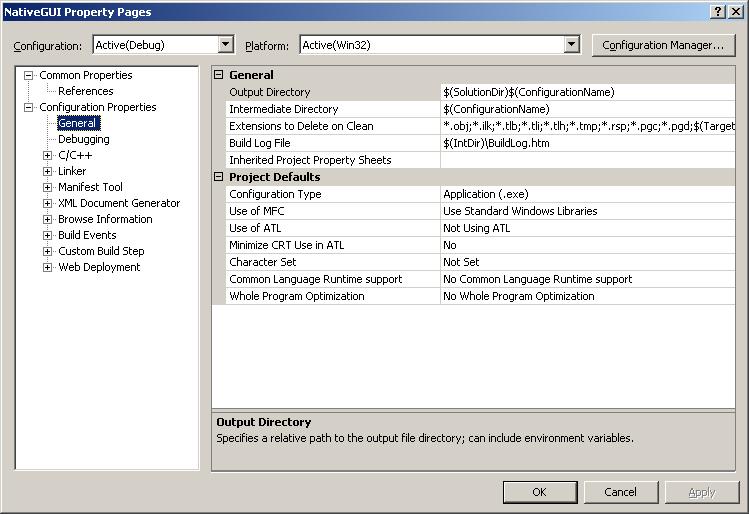 NativeGUI Property Pages
Configuration: Active(Debug) Platform: Active(Win32) Configuration Manager...
Common Properties
References
Configuration Properties
General
Debugging
C/C++
Linker
Manifest Tool
XML Document Generator
Browse Information
Build Events
Custom Build Step
Web Deployment
General
Output Directory $(SolutionDir)$(ConfigurationName)
Intermediate Directory $(ConfigurationName)
Extensions to Delete on Clean *.obj;*.ilk;*.tlb;*.tli;*.tlh;*.tmp;*.rsp;*.pgc;*.pgd;$(Target
Build Log File $(IntDir)\BuildLog.htm
Inherited Project Property Sheets
Project Defaults
Configuration Type Application (.exe)
Use of MFC Use Standard Windows Libraries
Use of ATL Not Using ATL
Minimize CRT Use in ATL No
Character Set Not Set
Common Language Runtime support No Common Language Runtime support
Whole Program Optimization No Whole Program Optimization
Output Directory
Specifies a relative path to the output file directory; can include environment variables.
OK Cancel Apply